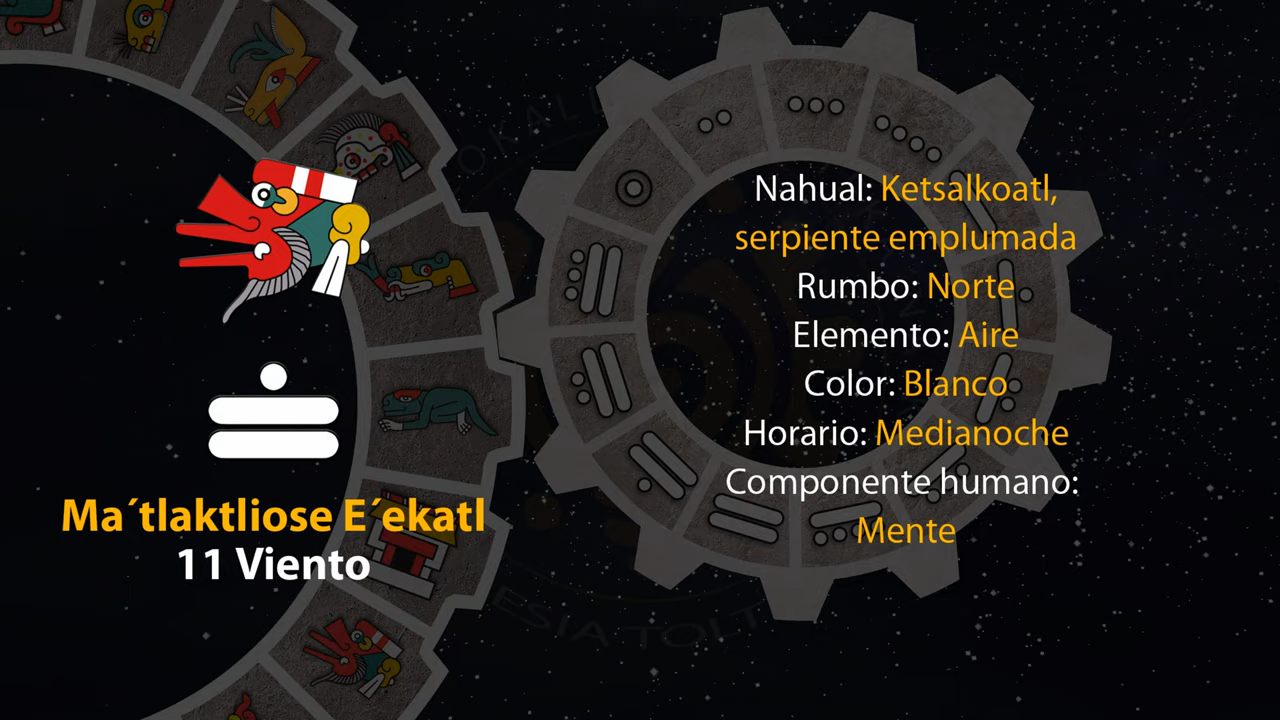 Ma´tlaktliose E´ekatl
11 Viento
Nahual: Ketsalkoatl,
serpiente emplumada
Rumbo: Norte
Elemento: Aire
Color: Blanco
Horario: Medianoche
Componente humano:
Mente